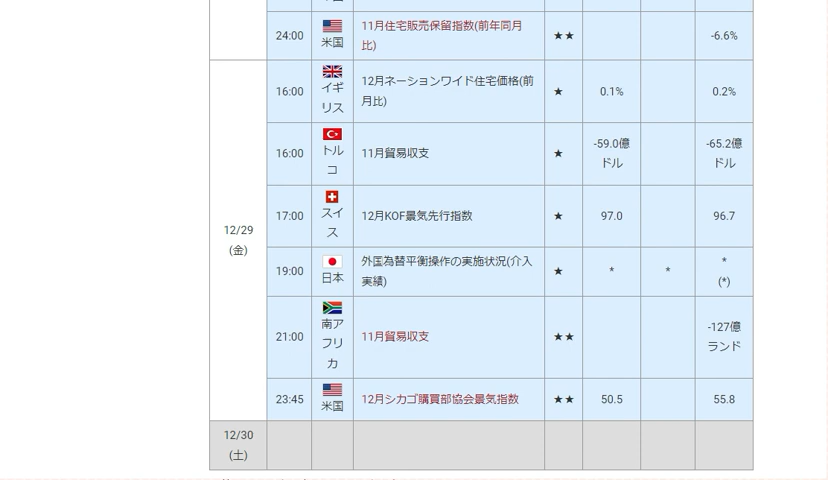 24:00
米国
11月住宅販売保留指数(前年同月
比)
★★
-6.6%
12/29
(金)
16:00
イギ
リス
12月ネーションワイド住宅価格(前
月比)
★
0.1%
0.2%
16:00
トル
コ
11月貿易収支
★
-59.0億
ドル
-65.2億
ドル
17:00
スイ
ス
12月KOF景気先行指数
★
97.0
96.7
19:00
日本
外国為替平衡操作の実施状況(介入
実績)
★
*
*
*
(*)
21:00
南ア
フリ
カ
11月貿易収支
★★
-127億
ランド
23:45
米国
12月シカゴ購買部協会景気指数
★★
50.5
55.8
12/30
(土)